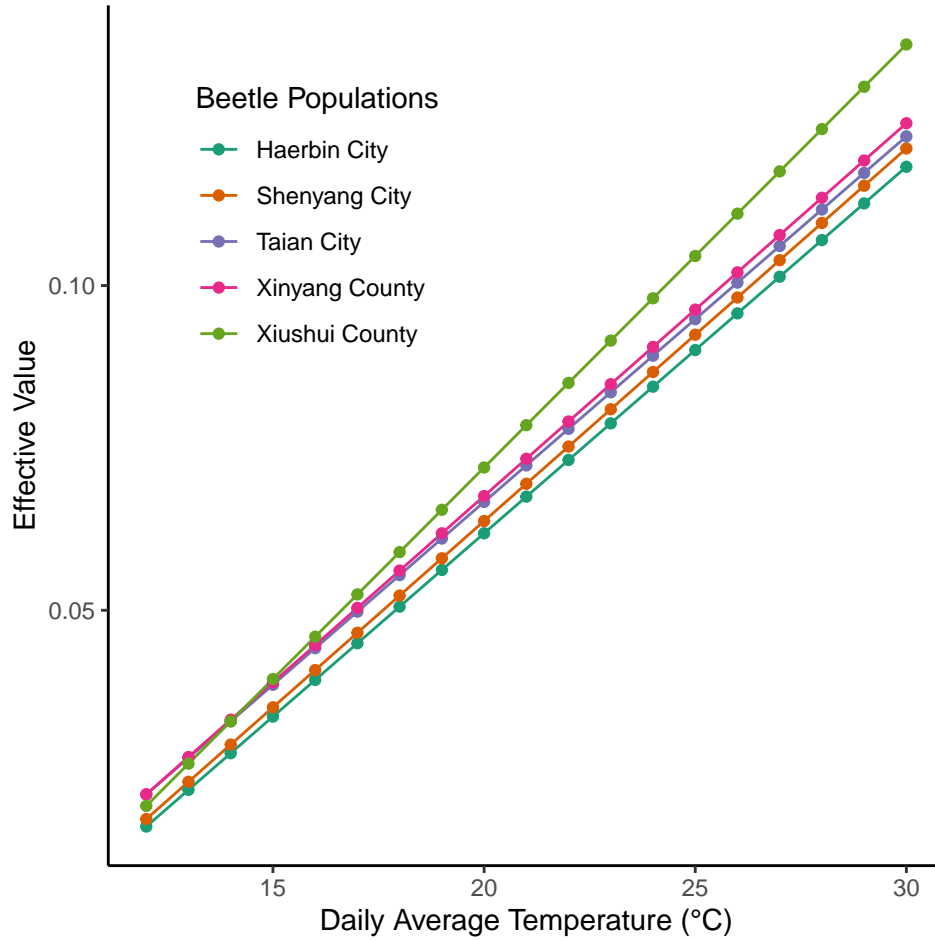 Beetle Populations
Haerbin City
Shenyang City
Taian City
Xinyang County
Xiushui County
0.10
0.05
Effective Value
15 20 25 30
Daily Average Temperature (°C)